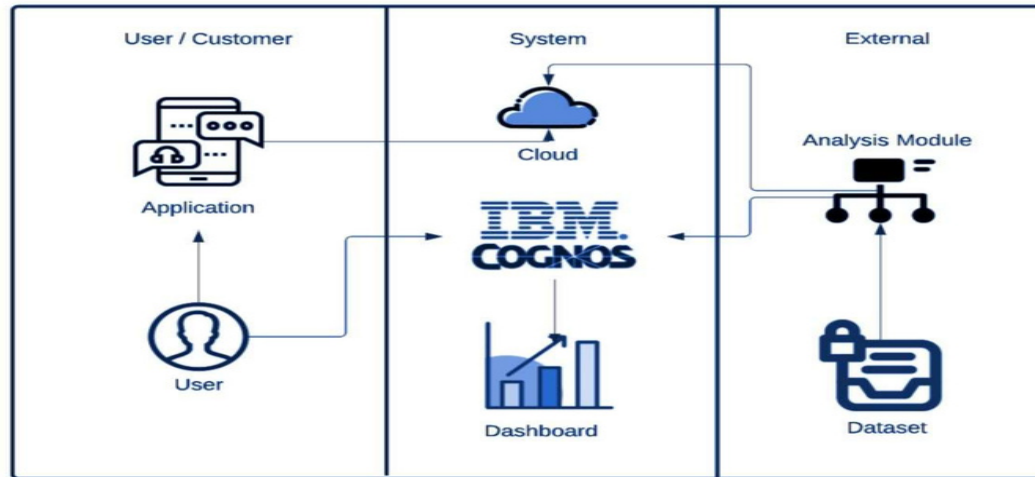 User / Customer
System
External
Cloud
Analysis Module
Application
IBM.
COGNOS
User
Dashboard
Dataset